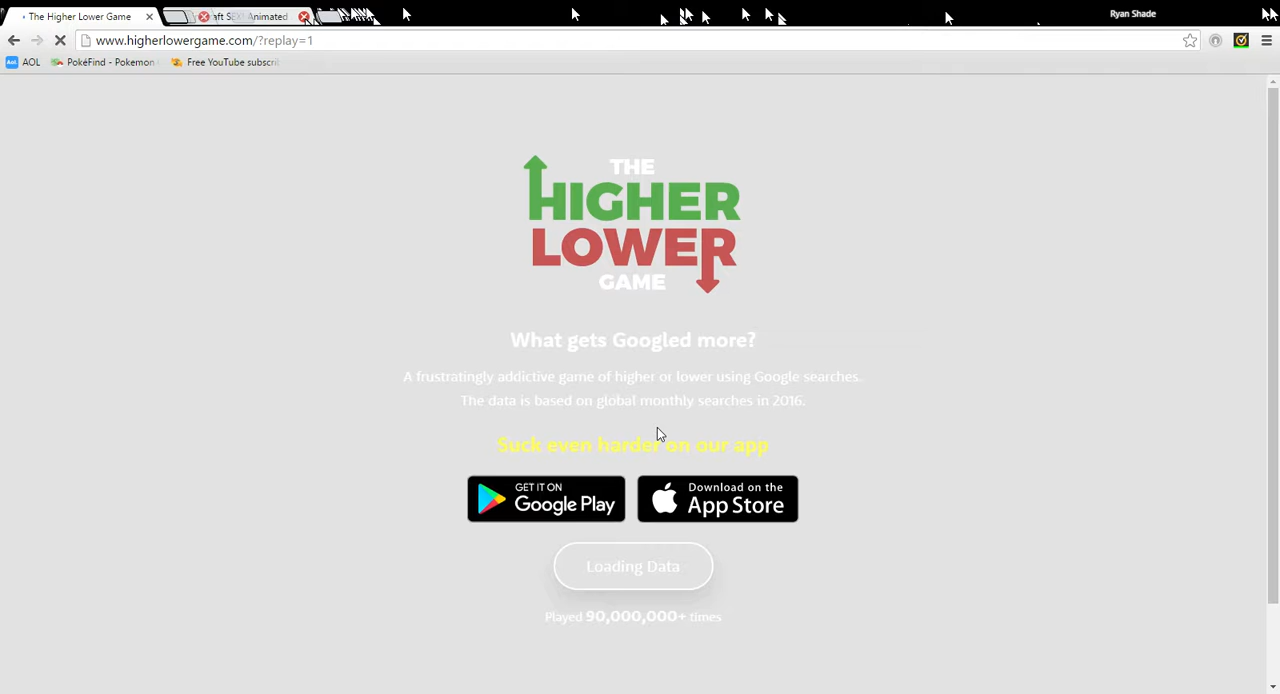 The Higher Lower Game
aft SEX! Animated
Ryan Shade
www.higherlowergame.com/?replay=1
AOL PokéFind - Pokemon Free YouTube subscri
THE
HIGHER
LOWER
GAME
What gets Googled more?
A frustratingly addictive game of higher or lower using Google searches.
The data is based on global monthly searches in 2016.
Suck even harder on our app
GET IT ON
Google Play
Download on the
App Store
Loading Data
Played 90,000,000+ times